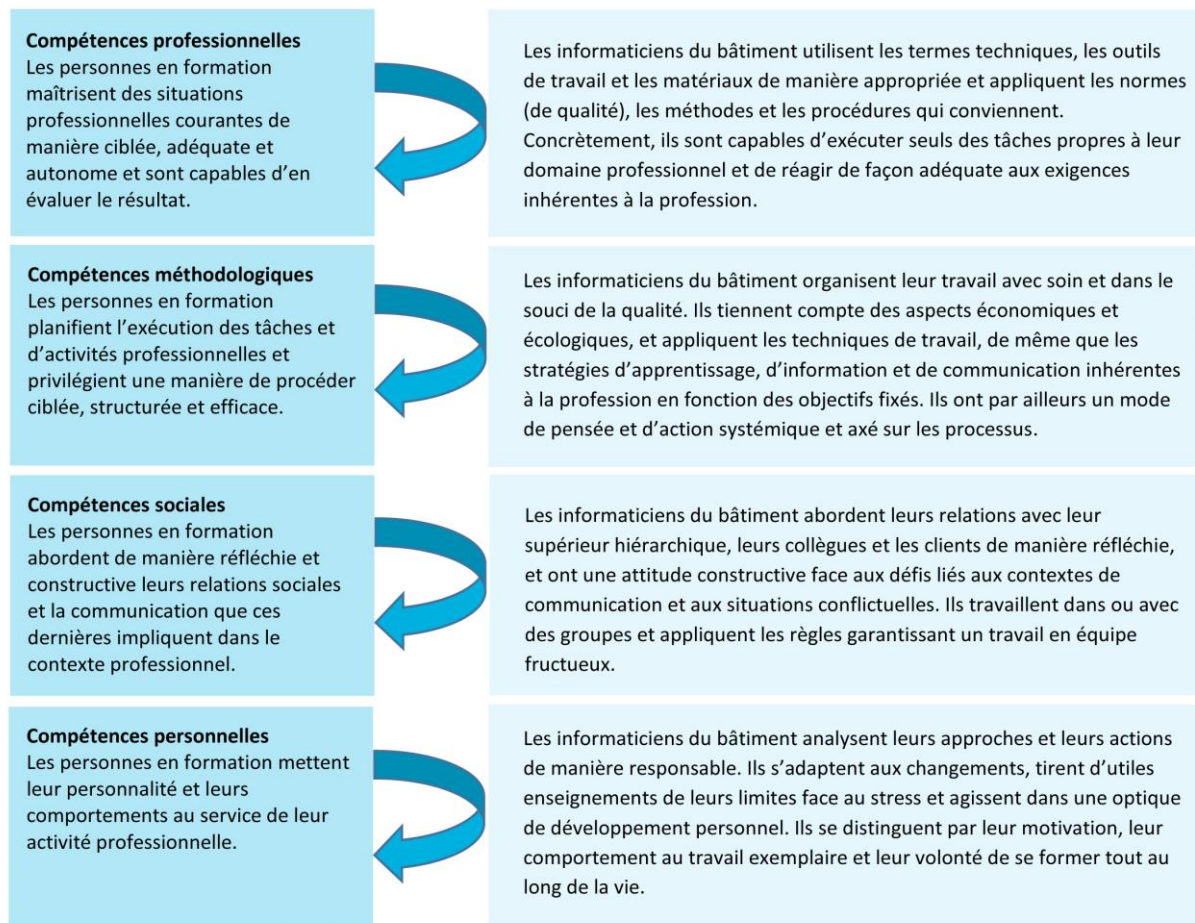 Compétences professionnelles
Les personnes en formation
maîtrisent des situations
professionnelles courantes de
manière ciblée, adéquate et
autonome et sont capables d’en
évaluer le résultat.
Les informaticiens du bâtiment utilisent les termes techniques, les outils
de travail et les matériaux de manière appropriée et appliquent les normes
(de qualité), les méthodes et les procédures qui conviennent.
Concrètement, ils sont capables d’exécuter seuls des tâches propres à leur
domaine professionnel et de réagir de façon adéquate aux exigences
inhérentes à la profession.
Compétences méthodologiques
Les personnes en formation
planifient l’exécution des tâches et
d’activités professionnelles et
privilégient une manière de procéder
ciblée, structurée et efficace.
Les informaticiens du bâtiment organisent leur travail avec soin et dans le
souci de la qualité. Ils tiennent compte des aspects économiques et
écologiques, et appliquent les techniques de travail, de même que les
stratégies d’apprentissage, d’information et de communication inhérentes
à la profession en fonction des objectifs fixés. Ils ont par ailleurs un mode
de pensée et d’action systémique et axé sur les processus.
Compétences sociales
Les personnes en formation
abordent de manière réfléchie et
constructive leurs relations sociales
et la communication que ces
dernières impliquent dans le
contexte professionnel.
Les informaticiens du bâtiment abordent leurs relations avec leur
supérieur hiérarchique, leurs collègues et les clients de manière réfléchie,
et ont une attitude constructive face aux défis liés aux contextes de
communication et aux situations conflictuelles. Ils travaillent dans ou avec
des groupes et appliquent les règles garantissant un travail en équipe
fructueux.
Compétences personnelles
Les personnes en formation mettent
leur personnalité et leurs
comportements au service de leur
activité professionnelle.
Les informaticiens du bâtiment analysent leurs approches et leurs actions
de manière responsable. Ils s’adaptent aux changements, tirent d’utiles
enseignements de leurs limites face au stress et agissent dans une optique
de développement personnel. Ils se distinguent par leur motivation, leur
comportement au travail exemplaire et leur volonté de se former tout au
long de la vie.